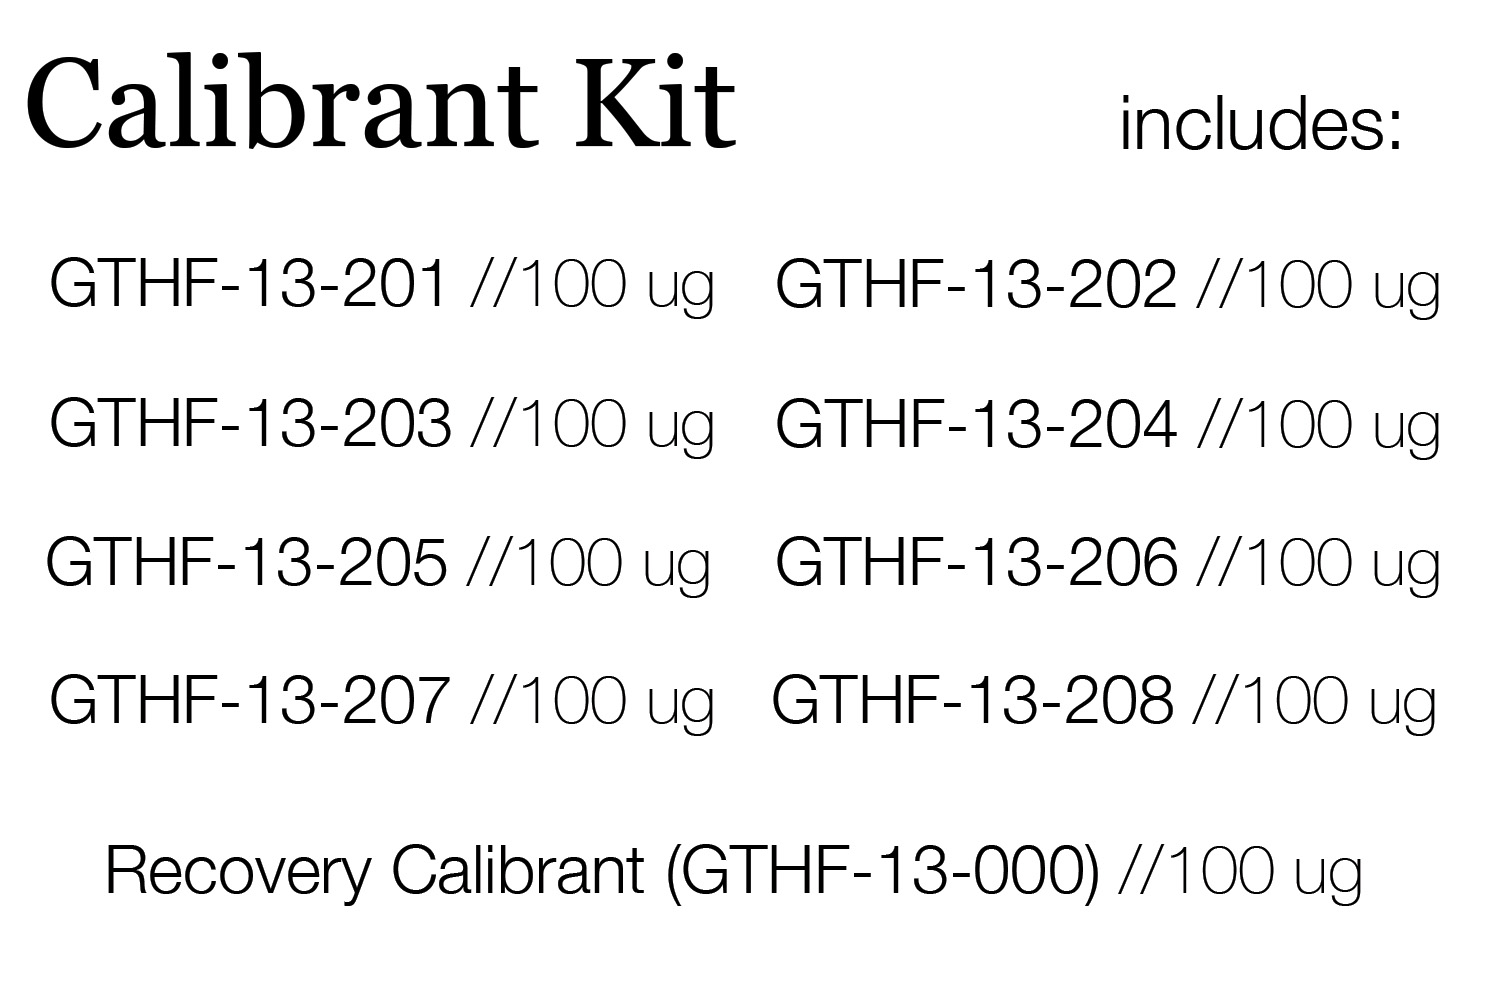 Calibrant Kit includes:
GTHF-13-201 //100 ug GTHF-13-202 //100 ug
GTHF-13-203 //100 ug GTHF-13-204 //100 ug
GTHF-13-205 //100 ug GTHF-13-206 //100 ug
GTHF-13-207 //100 ug GTHF-13-208 //100 ug
Recovery Calibrant (GTHF-13-000) //100 ug